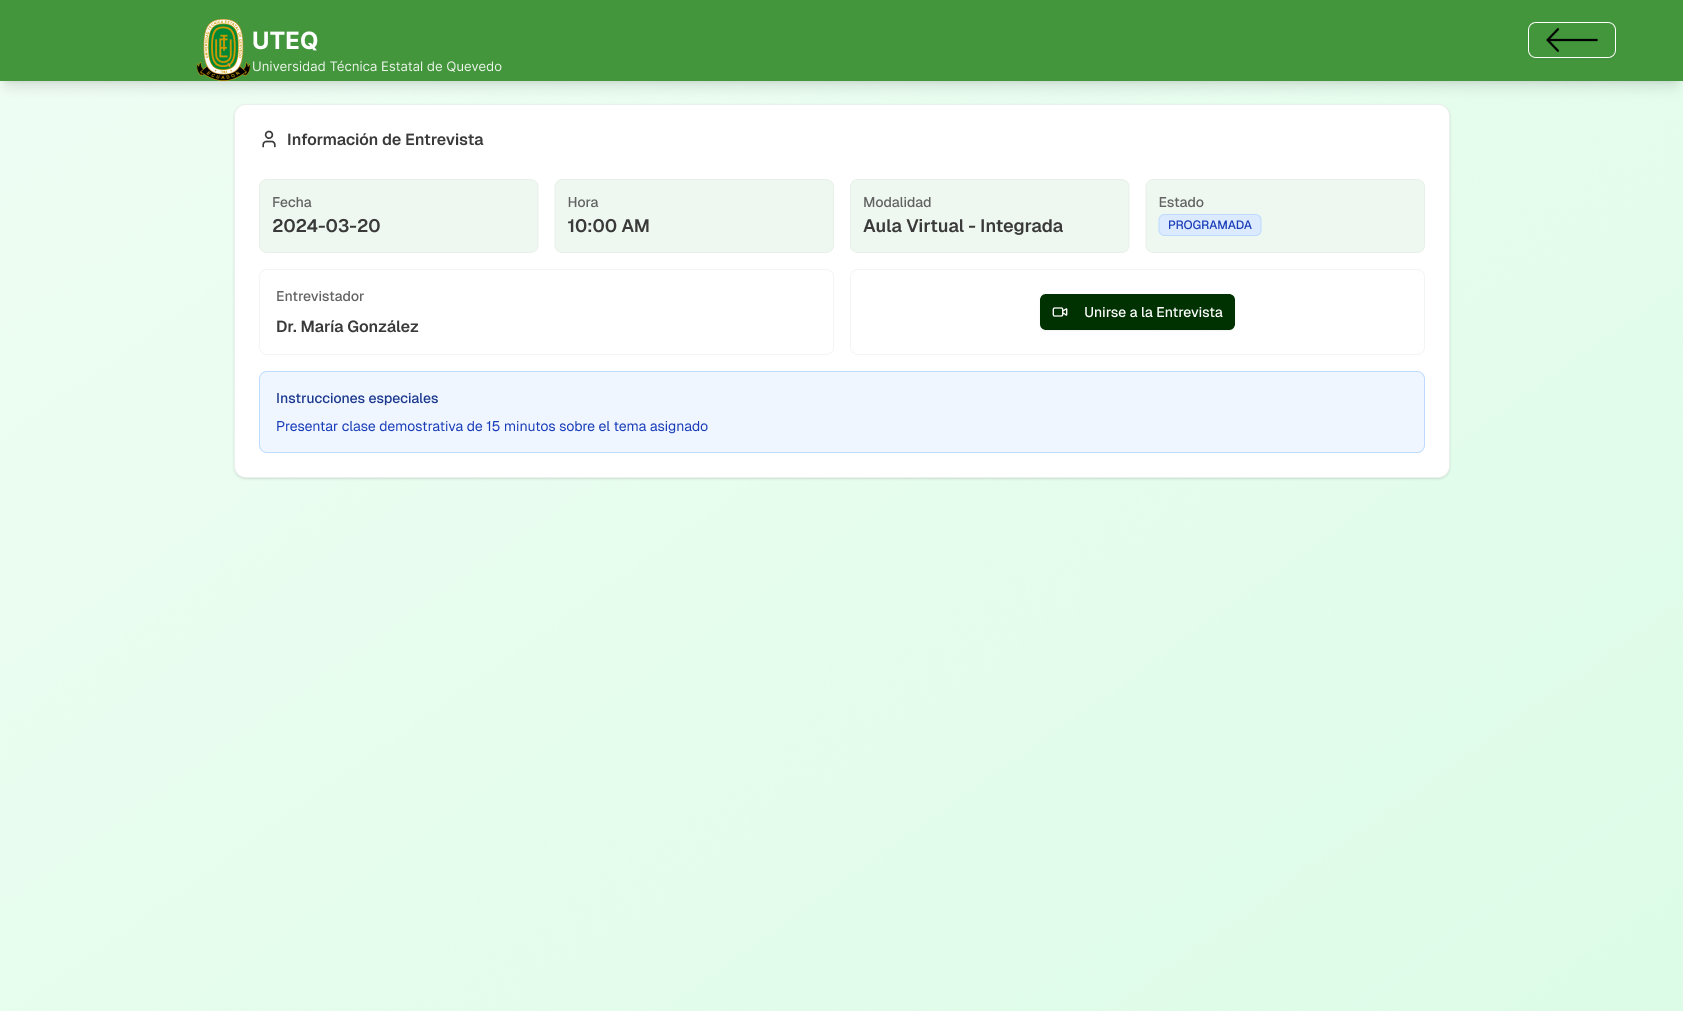 UTEQ
Universidad Técnica Estatal de Quevedo
Información de Entrevista
Fecha
2024-03-20
Hora
10:00 AM
Modalidad
Aula Virtual - Integrada
Estado
PROGRAMADA
Entrevistador
Dr. María González
Unirse a la Entrevista
Instrucciones especiales
Presentar clase demostrativa de 15 minutos sobre el tema asignado